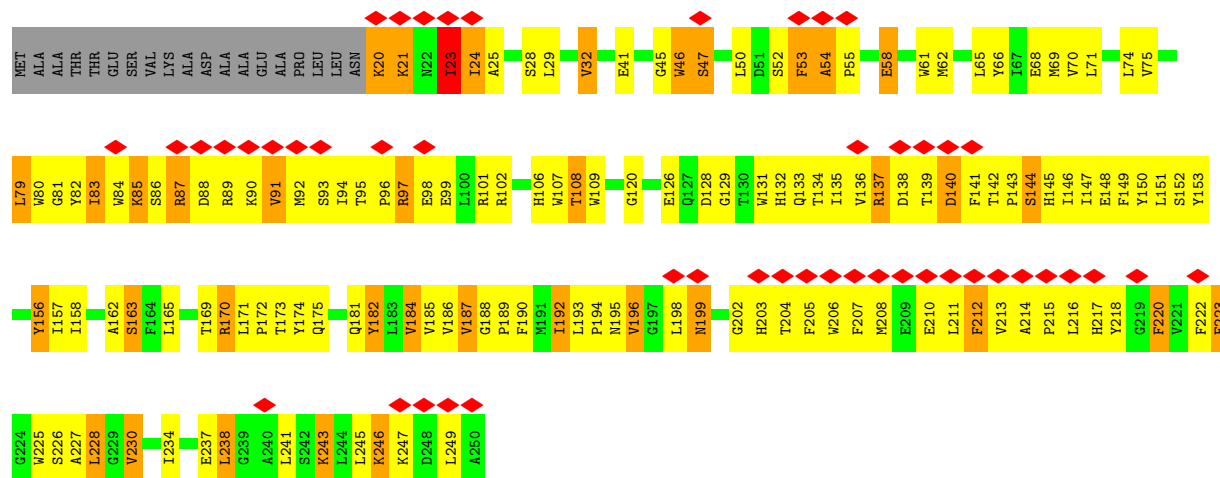 MET ALA ALA THR THR GLU SER VAL LYS ALA ASP ALA ALA GLU ALA PRO LEU LEU ASN K20 K21 N22 I23 I24 A25 S28 L29 V32 E41 G45 W46 S47 L50 D51 S52 F53 A54 P55 E58 W61 M62 L65 Y66 I67 E68 M69 V70 L71 L74 V75
L79 W80 G81 Y82 I83 W84 K85 S86 R87 D88 R89 K90 V91 M92 S93 I94 T95 P96 R97 E98 E99 L100 R101 R102 H106 W107 T108 W109 G120 E126 Q127 D128 G129 T130 W131 H132 Q133 T134 I135 V136 R137 D138 T139 D140 F141 T142 P143 S144 H145 I146 I147 E148 F149 Y150 L151 S152 Y153
Y156 I157 I158 A162 S163 F164 L165 T169 R170 L171 P172 T173 Y174 Q175 Q181 Y182 L183 V184 V185 V186 V187 G188 P189 F190 M191 T192 L193 P194 N195 V196 G197 L198 N199 G202 H203 T204 F205 W206 F207 M208 E209 E210 L211 F212 V213 A214 P215 L216 H217 Y218 G219 F220 V221 F222
G224 W225 S226 A227 L228 G229 V230 I234 E237 L238 G239 A240 L241 S242 K243 L244 L245 K246 K247 D248 L249 A250